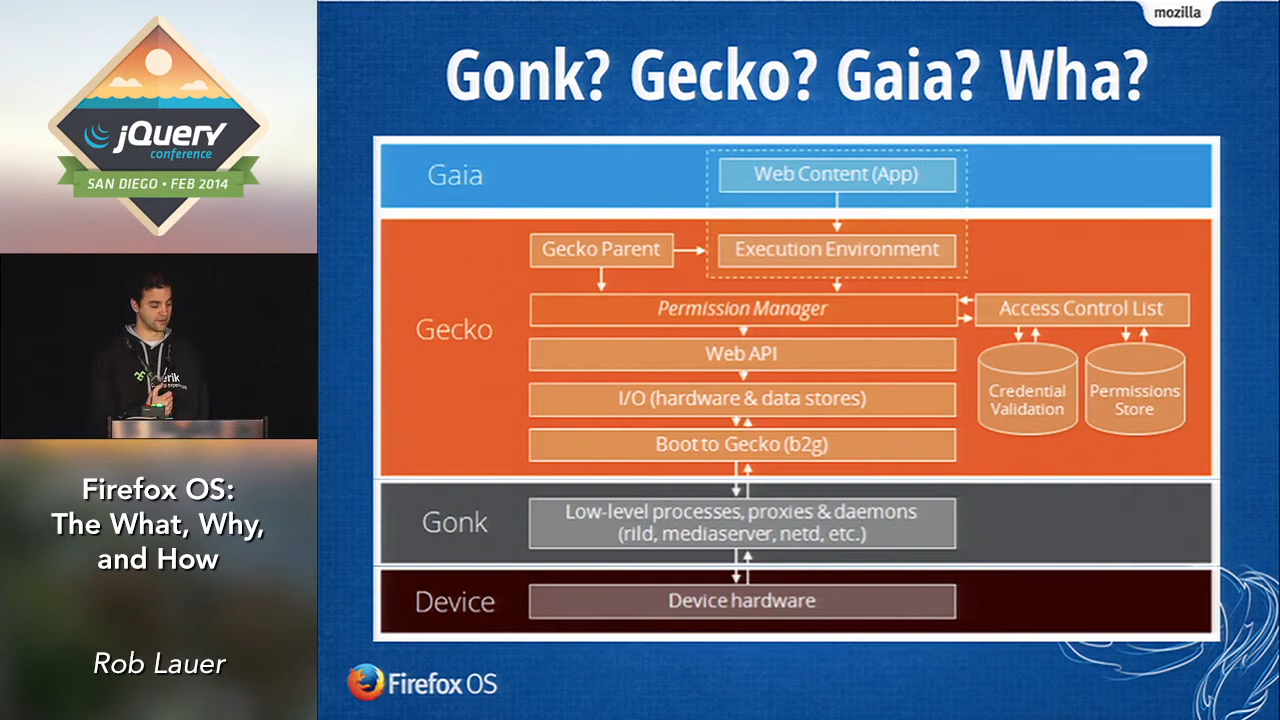 mozilla
Gonk? Gecko? Gaia? Wha?
jQuery
conference
SAN DIEGO • FEB 2014
Gaia
Web Content (App)
Gecko Parent
Execution Environment
Gecko
Permission Manager
Access Control List
Web API
I/O (hardware & data stores)
Credential
Validation
Permissions
Store
Boot to Gecko (b2g)
Gonk
Low-level processes, proxies & daemons
(rild, mediaserver, netd, etc.)
Device
Device hardware
Firefox OS:
The What, Why,
and How
Rob Lauer
Firefox OS